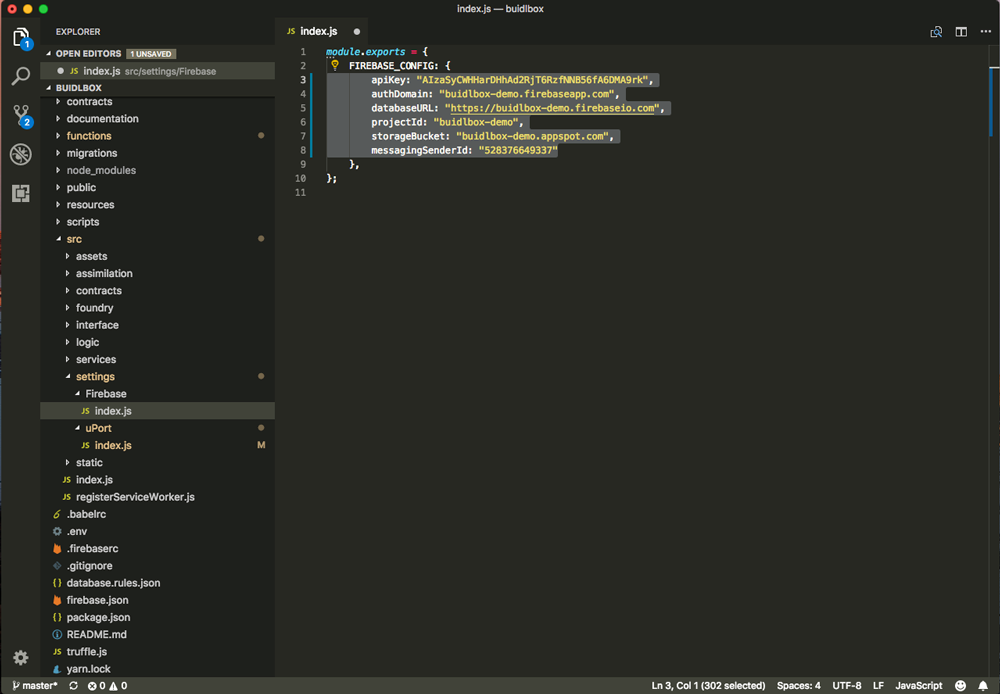 index.js — buidlbox
EXPLORER
OPEN EDITORS 1 UNSAVED
JS index.js src/settings/Firebase
BUIDLBOX
contracts
documentation
functions
migrations
node_modules
public
resources
scripts
src
assets
assimilation
contracts
foundry
interface
logic
services
settings
Firebase
JS index.js
uPort
JS index.js M
static
JS index.js
JS registerServiceWorker.js
.babelrc
.env
.firebaserc
.gitignore
{ } database.rules.json
firebase.json
{ } package.json
README.md
JS truffle.js
yarn.lock
1
2
JS index.js
1 module.exports = {
2 FIREBASE_CONFIG: {
3 apiKey: "AIzaSyCWHHarDHhAd2RjT6RzfNNB56fA6DMA9rk",
4 authDomain: "buidlbox-demo.firebaseapp.com",
5 databaseURL: "https://buidlbox-demo.firebaseio.com",
6 projectId: "buidlbox-demo",
7 storageBucket: "buidlbox-demo.appspot.com",
8 messagingSenderId: "528376649337"
9 },
10 };
11
master* 0 0 Ln 3, Col 1 (302 selected) Spaces: 4 UTF-8 LF JavaScript